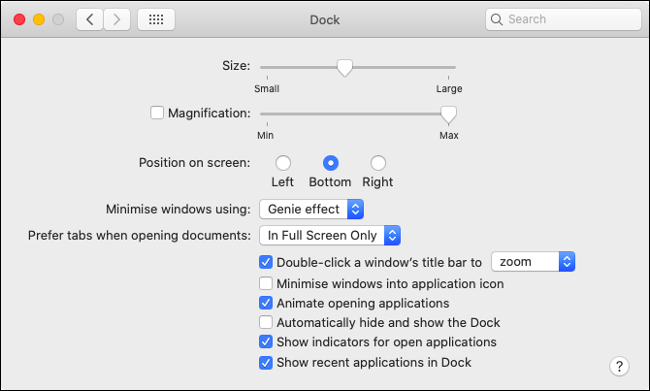 Dock
Search
Size:
Small Large
Magnification:
Min Max
Position on screen:
Left Bottom Right
Minimise windows using: Genie effect
Prefer tabs when opening documents: In Full Screen Only
Double-click a window's title bar to zoom
Minimise windows into application icon
Animate opening applications
Automatically hide and show the Dock
Show indicators for open applications
Show recent applications in Dock
?